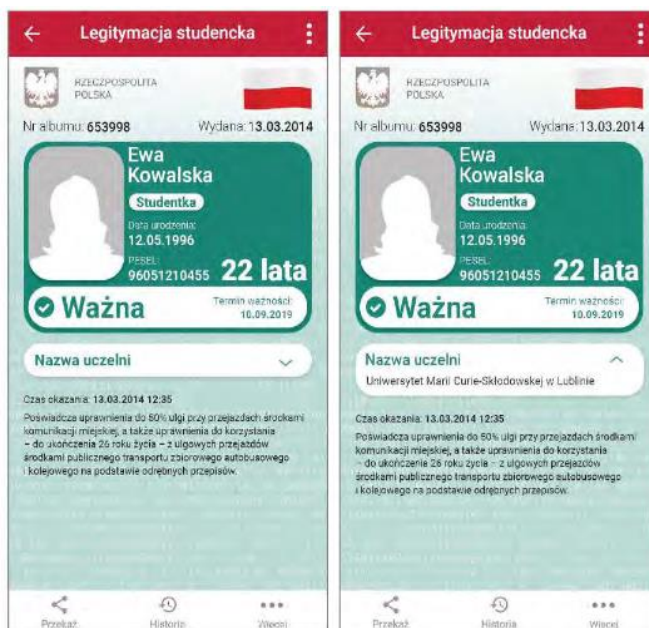 Legitymacja studencka
RZECZPOSPOLITA
POLSKA
Nr albumu: 653998 Wydana: 13.03.2014
Ewa
Kowalska
Studentka
Data urodzenia:
12.05.1996
PESEL:
96051210455 22 lata
Ważna
Termin ważności:
10.09.2019
Nazwa uczelni
Czas okazania: 13.03.2014 12:35
Poświadcza uprawnienia do 50% ulgi przy przejazdach środkami
komunikacji miejskiej, a także uprawnienia do korzystania
– do ukończenia 26 roku życia – z ulgowych przejazdów
środkami publicznego transportu zbiorowego autobusowego
i kolejowego na podstawie odrębnych przepisów.
Przekaż Historia Więcej
Legitymacja studencka
RZECZPOSPOLITA
POLSKA
Nr albumu: 653998 Wydana: 13.03.2014
Ewa
Kowalska
Studentka
Data urodzenia:
12.05.1996
PESEL:
96051210455 22 lata
Ważna
Termin ważności:
10.09.2019
Nazwa uczelni
Uniwersytet Marii Curie-Skłodowskej w Lublinie
Czas okazania: 13.03.2014 12:35
Poświadcza uprawnienia do 50% ulgi przy przejazdach środkami
komunikacji miejskiej, a także uprawnienia do korzystania
– do ukończenia 26 roku życia – z ulgowych przejazdów
środkami publicznego transportu zbiorowego autobusowego
i kolejowego na podstawie odrębnych przepisów.
Przekaż Historia Więcej